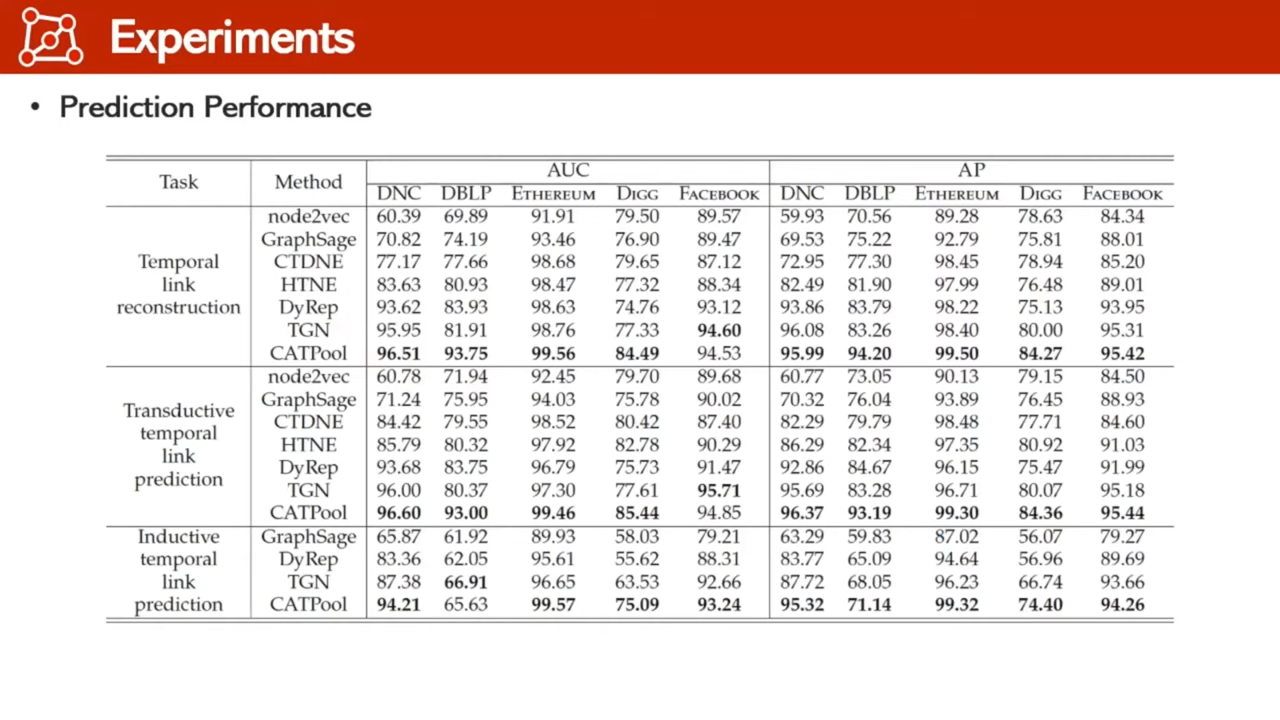 Experiments
• Prediction Performance
Task Method AUC AP
DNC DBLP ETHEREUM DIGG FACEBOOK DNC DBLP ETHEREUM DIGG FACEBOOK
Temporal link reconstruction
node2vec 60.39 69.89 91.91 79.50 89.57 59.93 70.56 89.28 78.63 84.34
GraphSage 70.82 74.19 93.46 76.90 89.47 69.53 75.22 92.79 75.81 88.01
CTDNE 77.17 77.66 98.68 79.65 87.12 72.95 77.30 98.45 78.94 85.20
HTNE 83.63 80.93 98.47 77.32 88.34 82.49 81.90 97.99 76.48 89.01
DyRep 93.62 83.93 98.63 74.76 93.12 93.86 83.79 98.22 75.13 93.95
TGN 95.95 81.91 98.76 77.33 94.60 96.08 83.26 98.40 80.00 95.31
CATPool 96.51 93.75 99.56 84.49 94.53 95.99 94.20 99.50 84.27 95.42
Transductive temporal link prediction
node2vec 60.78 71.94 92.45 79.70 89.68 60.77 73.05 90.13 79.15 84.50
GraphSage 71.24 75.95 94.03 75.78 90.02 70.32 76.04 93.89 76.45 88.93
CTDNE 84.42 79.55 98.52 80.42 87.40 82.29 79.79 98.48 77.71 84.60
HTNE 85.79 80.32 97.92 82.78 90.29 86.29 82.34 97.35 80.92 91.03
DyRep 93.68 83.75 96.79 75.73 91.47 92.86 84.67 96.15 75.47 91.99
TGN 96.00 80.37 97.30 77.61 95.71 95.69 83.28 96.71 80.07 95.18
CATPool 96.60 93.00 99.46 85.44 94.85 96.37 93.19 99.30 84.36 95.44
Inductive temporal link prediction
GraphSage 65.87 61.92 89.93 58.03 79.21 63.29 59.83 87.02 56.07 79.27
DyRep 83.36 62.05 95.61 55.62 88.31 83.77 65.09 94.64 56.96 89.69
TGN 87.38 66.91 96.65 63.53 92.66 87.72 68.05 96.23 66.74 93.66
CATPool 94.21 65.63 99.57 75.09 93.24 95.32 71.14 99.32 74.40 94.26